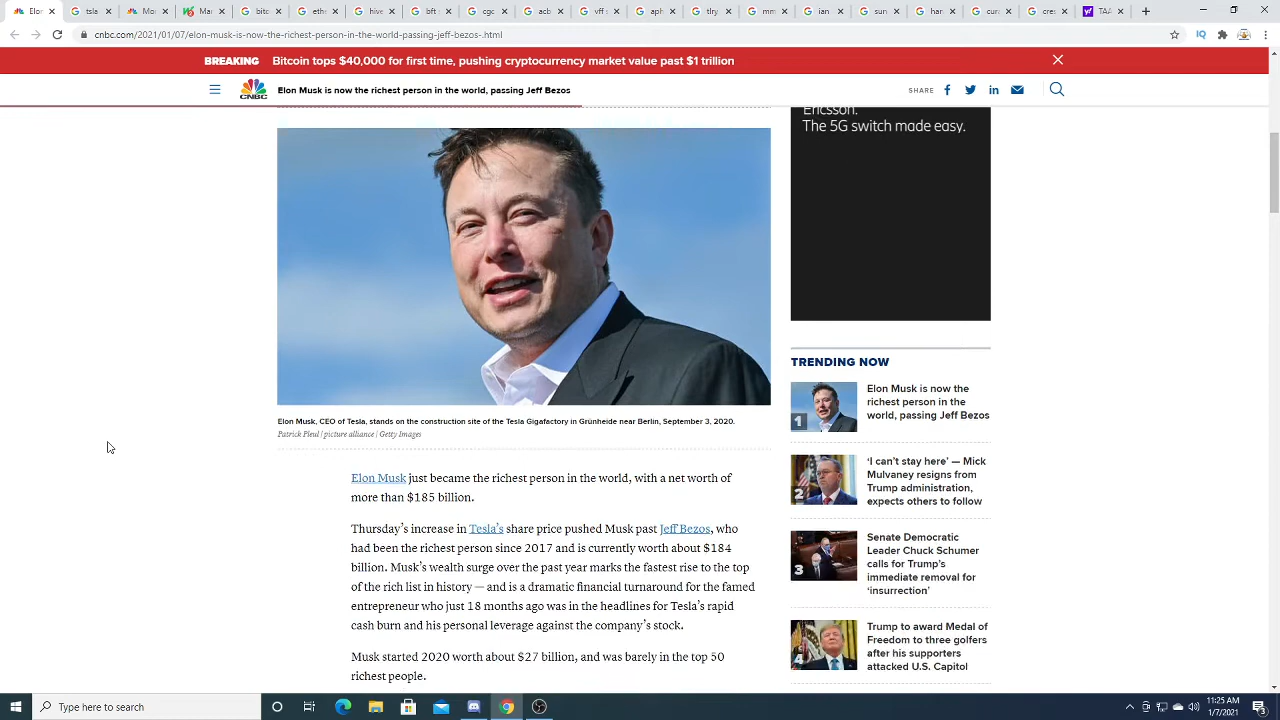 Elon
tesla
Mar
cnbc.com/2021/01/07/elon-musk-is-now-the-richest-person-in-the-world-passing-jeff-bezos-.html
BREAKING Bitcoin tops $40,000 for first time, pushing cryptocurrency market value past $1 trillion
CNBC
Elon Musk is now the richest person in the world, passing Jeff Bezos
SHARE
Ericsson.
The 5G switch made easy.
Elon Musk, CEO of Tesla, stands on the construction site of the Tesla Gigafactory in Grünheide near Berlin, September 3, 2020.
Patrick Pleul | picture alliance | Getty Images
Elon Musk just became the richest person in the world, with a net worth of
more than $185 billion.
Thursday's increase in Tesla's share price pushed Musk past Jeff Bezos, who
had been the richest person since 2017 and is currently worth about $184
billion. Musk's wealth surge over the past year marks the fastest rise to the top
of the rich list in history — and is a dramatic financial turnaround for the famed
entrepreneur who just 18 months ago was in the headlines for Tesla's rapid
cash burn and his personal leverage against the company's stock.
Musk started 2020 worth about $27 billion, and was barely in the top 50
richest people.
TRENDING NOW
1
Elon Musk is now the
richest person in the
world, passing Jeff Bezos
2
‘I can't stay here’ — Mick
Mulvaney resigns from
Trump administration,
expects others to follow
3
Senate Democratic
Leader Chuck Schumer
calls for Trump's
immediate removal for
‘insurrection’
4
Trump to award Medal of
Freedom to three golfers
after his supporters
attacked U.S. Capitol
Type here to search
11:25 AM
1/7/2021